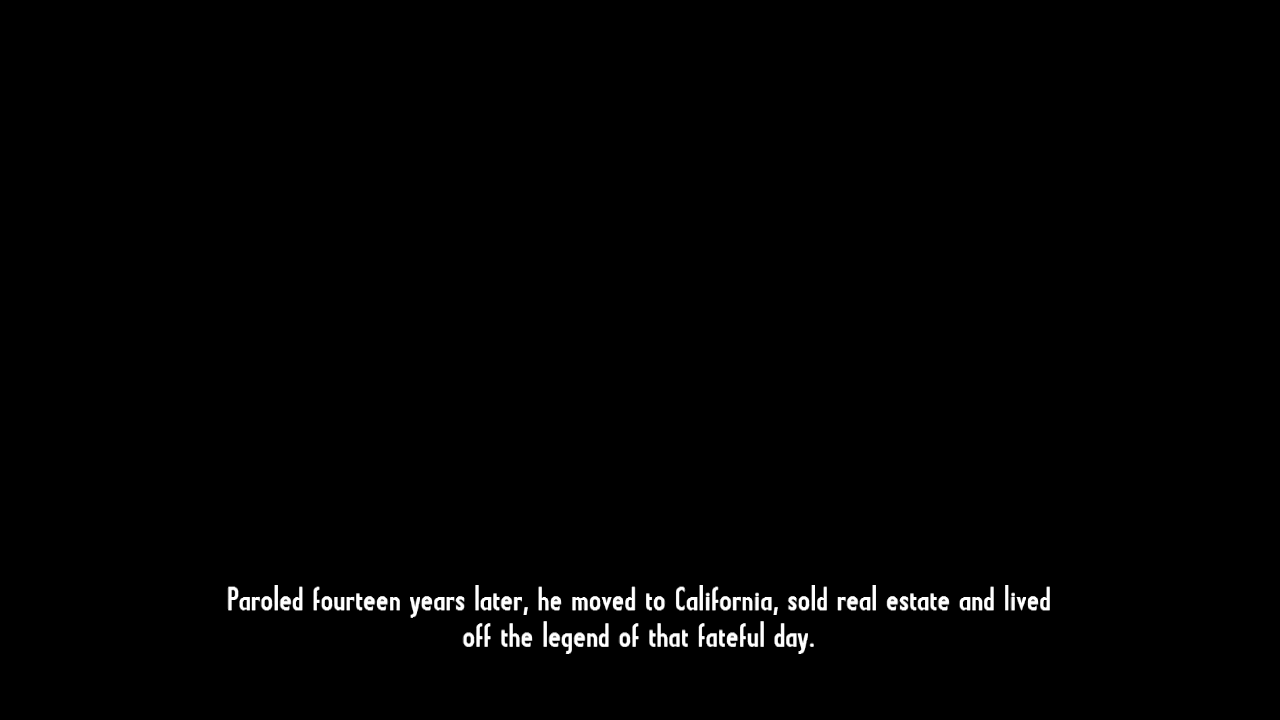 Paroled fourteen years later, he moved to California, sold real estate and lived
off the legend of that fateful day.